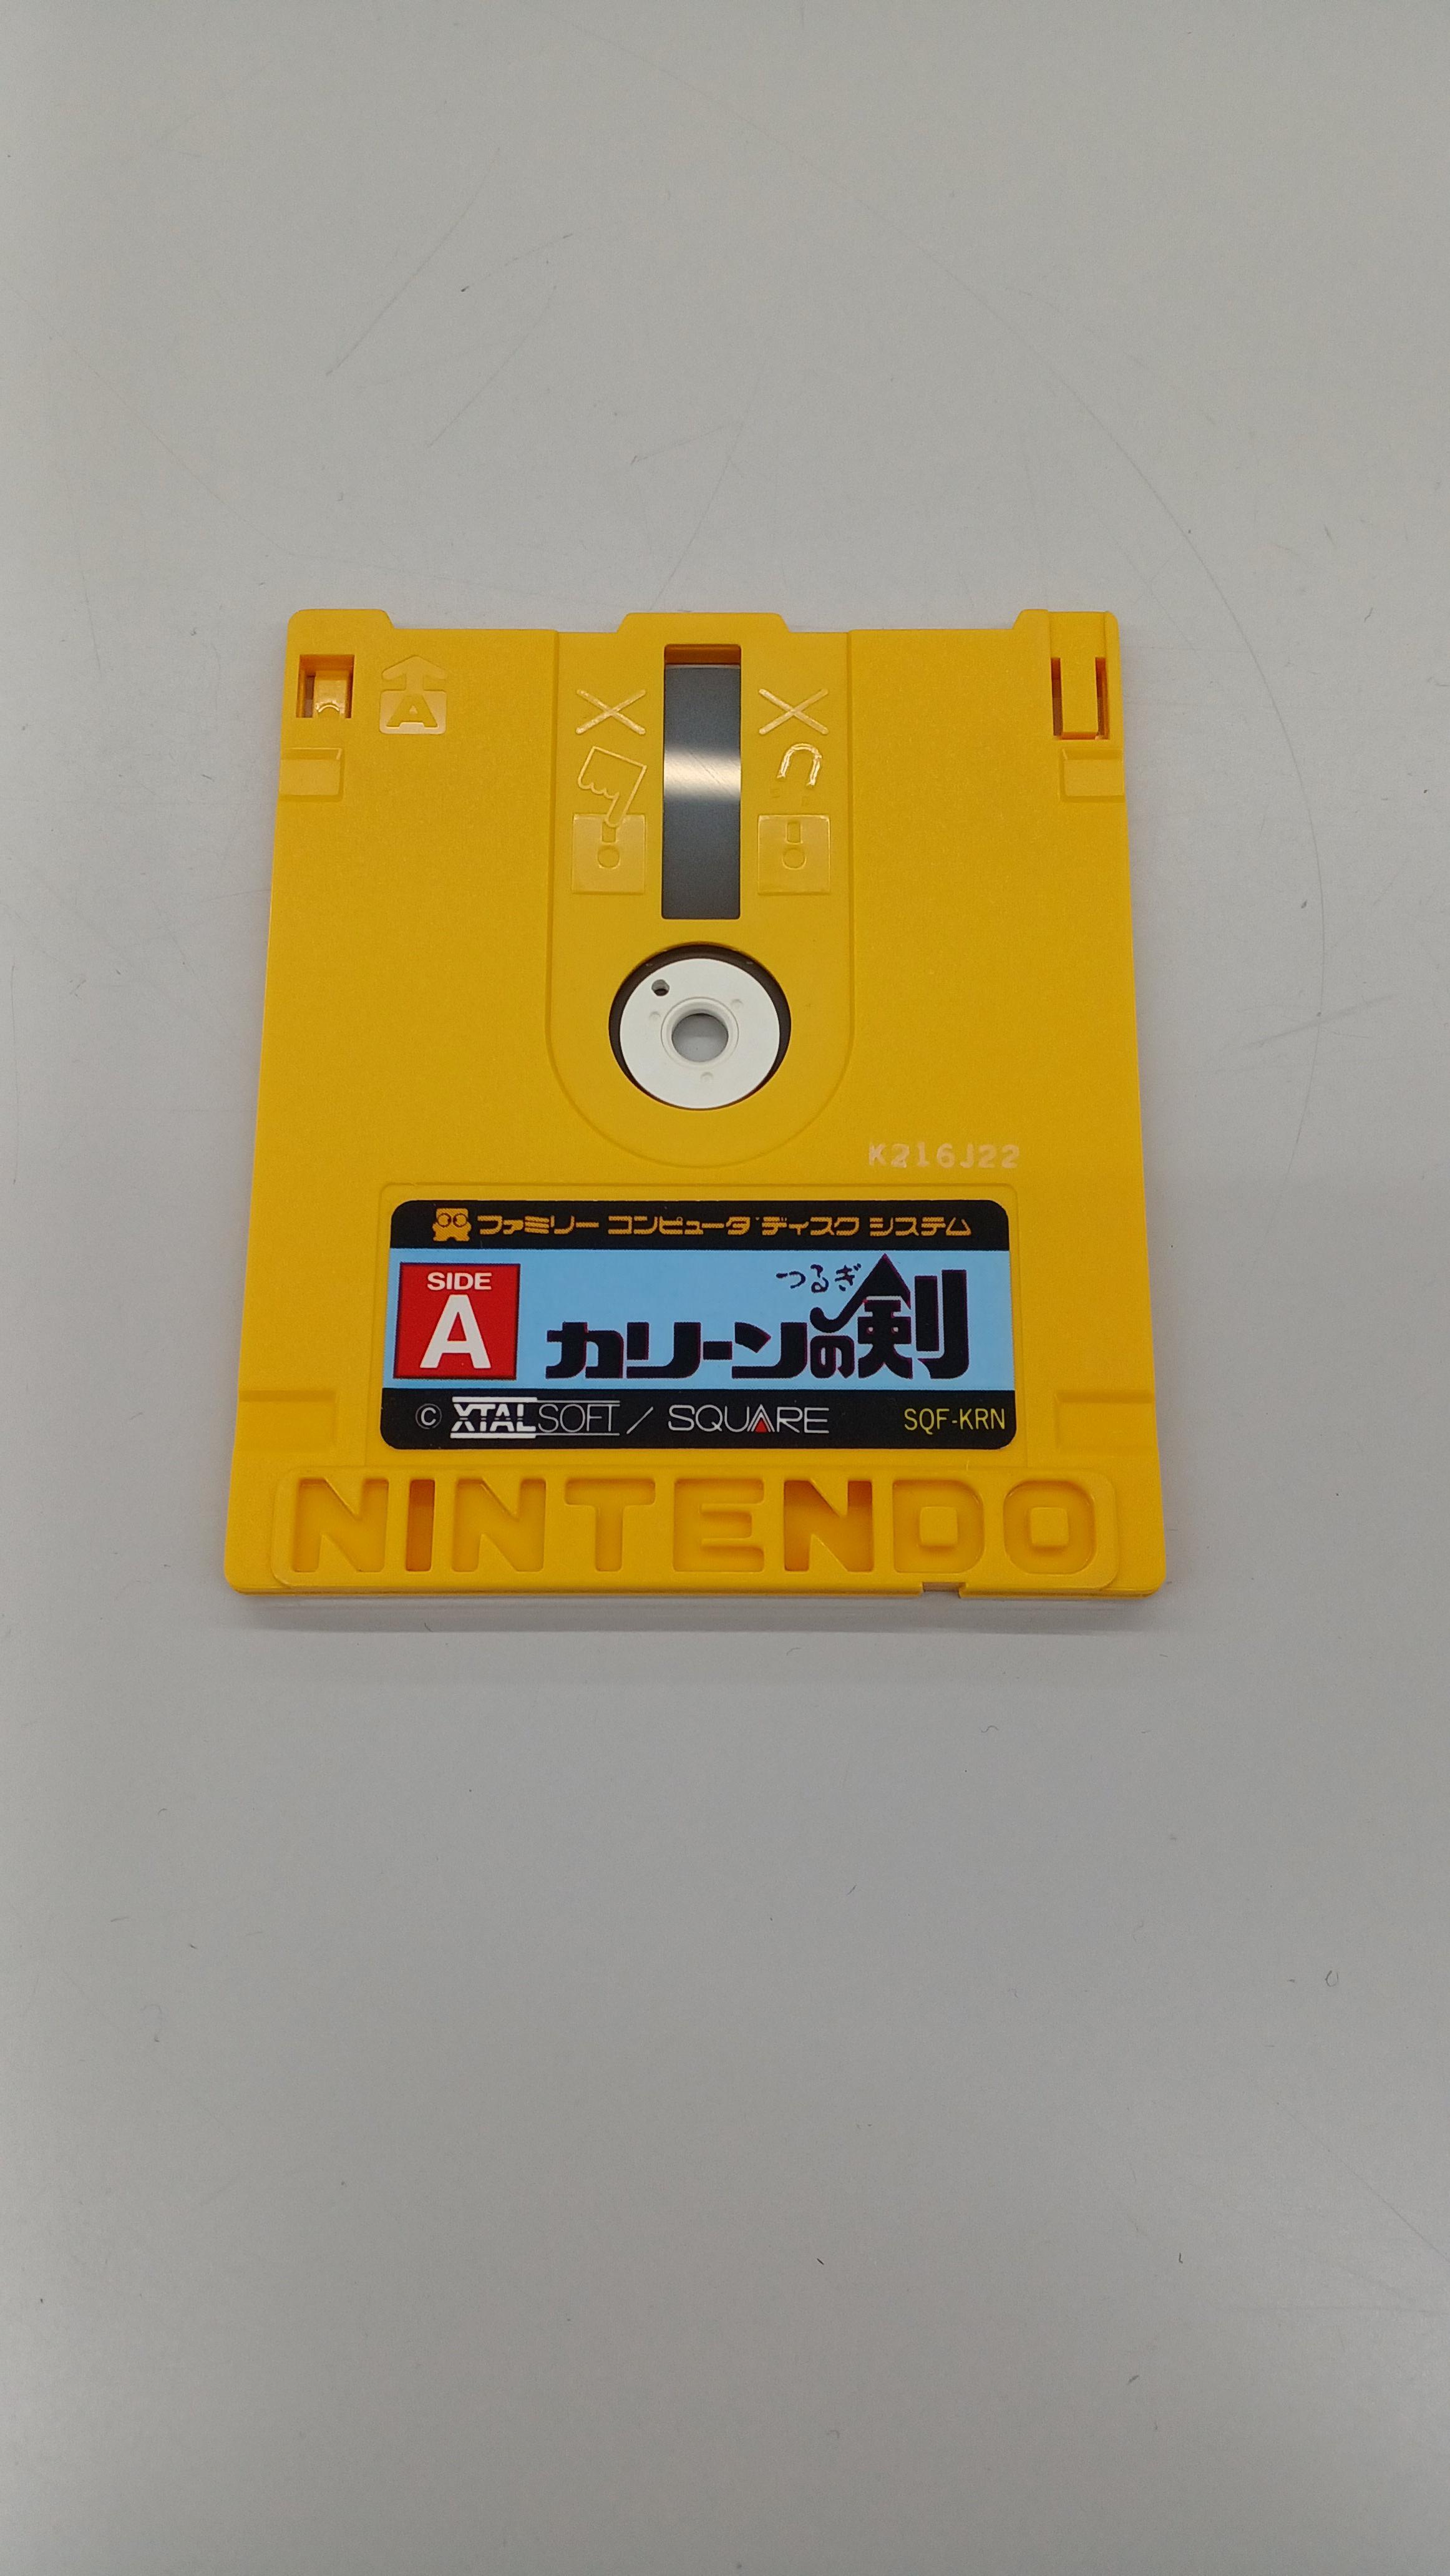 A
K216J22
ファミリー コンピュータ ディスク システム
SIDE
A
つるぎ
カリーンの剣
© XTALSOFT / SQUARE SQF-KRN
NINTENDO